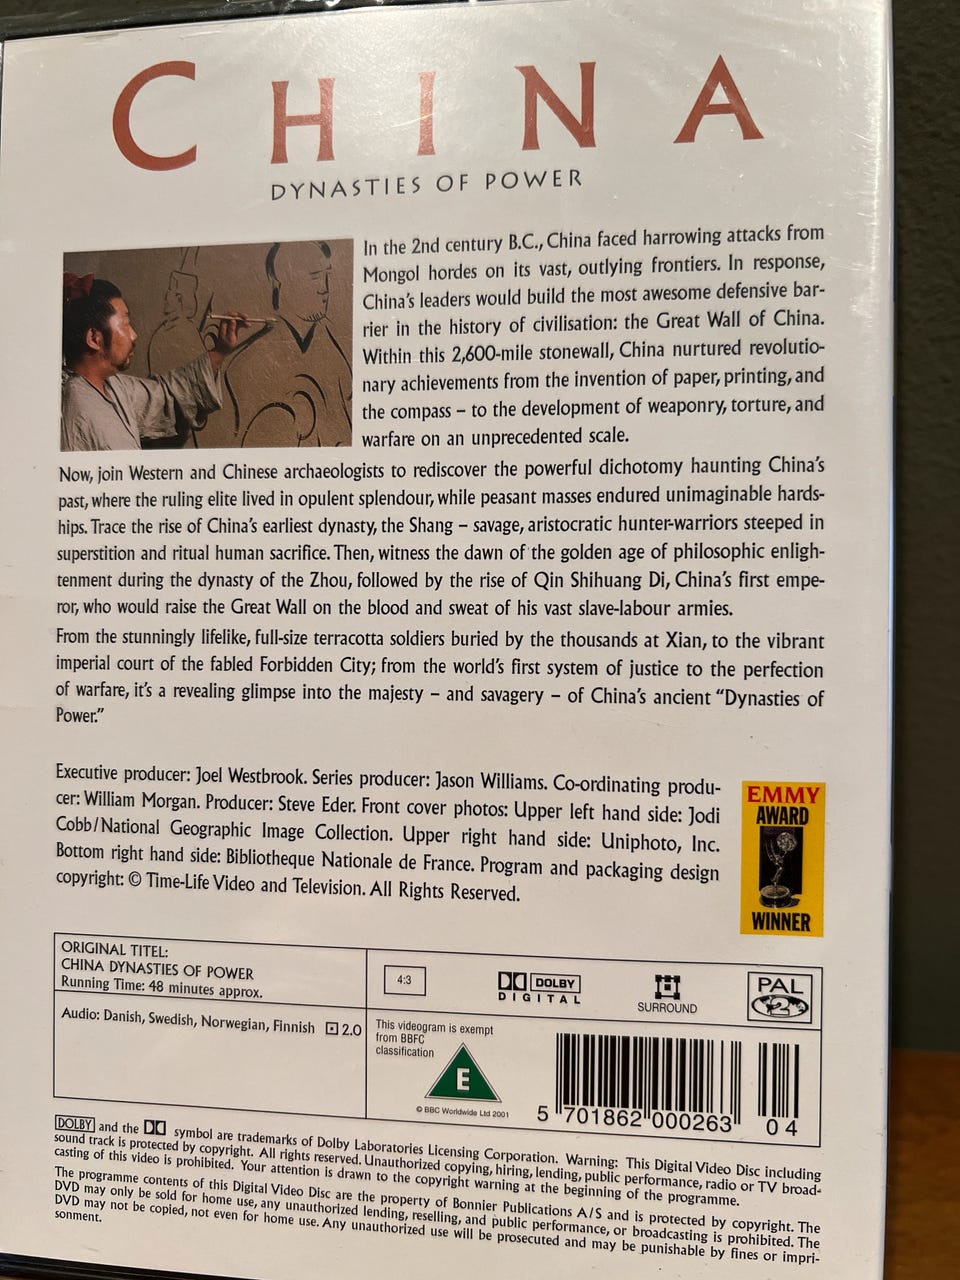 CHINA
DYNASTIES OF POWER
In the 2nd century B.C., China faced harrowing attacks from
Mongol hordes on its vast, outlying frontiers. In response,
China's leaders would build the most awesome defensive bar-
rier in the history of civilisation: the Great Wall of China.
Within this 2,600-mile stonewall, China nurtured revolutio-
nary achievements from the invention of paper, printing, and
the compass – to the development of weaponry, torture, and
warfare on an unprecedented scale.
Now, join Western and Chinese archaeologists to rediscover the powerful dichotomy haunting China's
past, where the ruling elite lived in opulent splendour, while peasant masses endured unimaginable hards-
hips. Trace the rise of China's earliest dynasty, the Shang – savage, aristocratic hunter-warriors steeped in
superstition and ritual human sacrifice. Then, witness the dawn of the golden age of philosophic enligh-
tenment during the dynasty of the Zhou, followed by the rise of Qin Shihuang Di, China's first empe-
ror, who would raise the Great Wall on the blood and sweat of his vast slave-labour armies.
From the stunningly lifelike, full-size terracotta soldiers buried by the thousands at Xian, to the vibrant
imperial court of the fabled Forbidden City; from the world's first system of justice to the perfection
of warfare, it's a revealing glimpse into the majesty – and savagery – of China's ancient “Dynasties of
Power.”
Executive producer: Joel Westbrook. Series producer: Jason Williams. Co-ordinating produ-
cer: William Morgan. Producer: Steve Eder. Front cover photos: Upper left hand side: Jodi
Cobb/National Geographic Image Collection. Upper right hand side: Uniphoto, Inc.
Bottom right hand side: Bibliotheque Nationale de France. Program and packaging design
copyright: © Time-Life Video and Television. All Rights Reserved.
EMMY
AWARD
WINNER
ORIGINAL TITEL:
CHINA DYNASTIES OF POWER
Running Time: 48 minutes approx.
4:3
DOLBY
DIGITAL
SURROUND
PAL
2
Audio: Danish, Swedish, Norwegian, Finnish 2.0
This videogram is exempt
from BBFC
classification
E
© BBC Worldwide Ltd 2001
5 701862 000263
04
DOLBY and the symbol are trademarks of Dolby Laboratories Licensing Corporation. Warning: This Digital Video Disc including
sound track is protected by copyright. All rights reserved. Unauthorized copying, hiring, lending, public performance, radio or TV broad-
casting of this video is prohibited. Your attention is drawn to the copyright warning at the beginning of the programme.
The programme contents of this Digital Video Disc are the property of Bonnier Publications A/S and is protected by copyright. The
DVD may only be sold for home use, any unauthorized lending, reselling, and public performance, or broadcasting is prohibited. The
DVD may not be copied, not even for home use. Any unauthorized use will be prosecuted and may be punishable by fines or impri-
sonment.